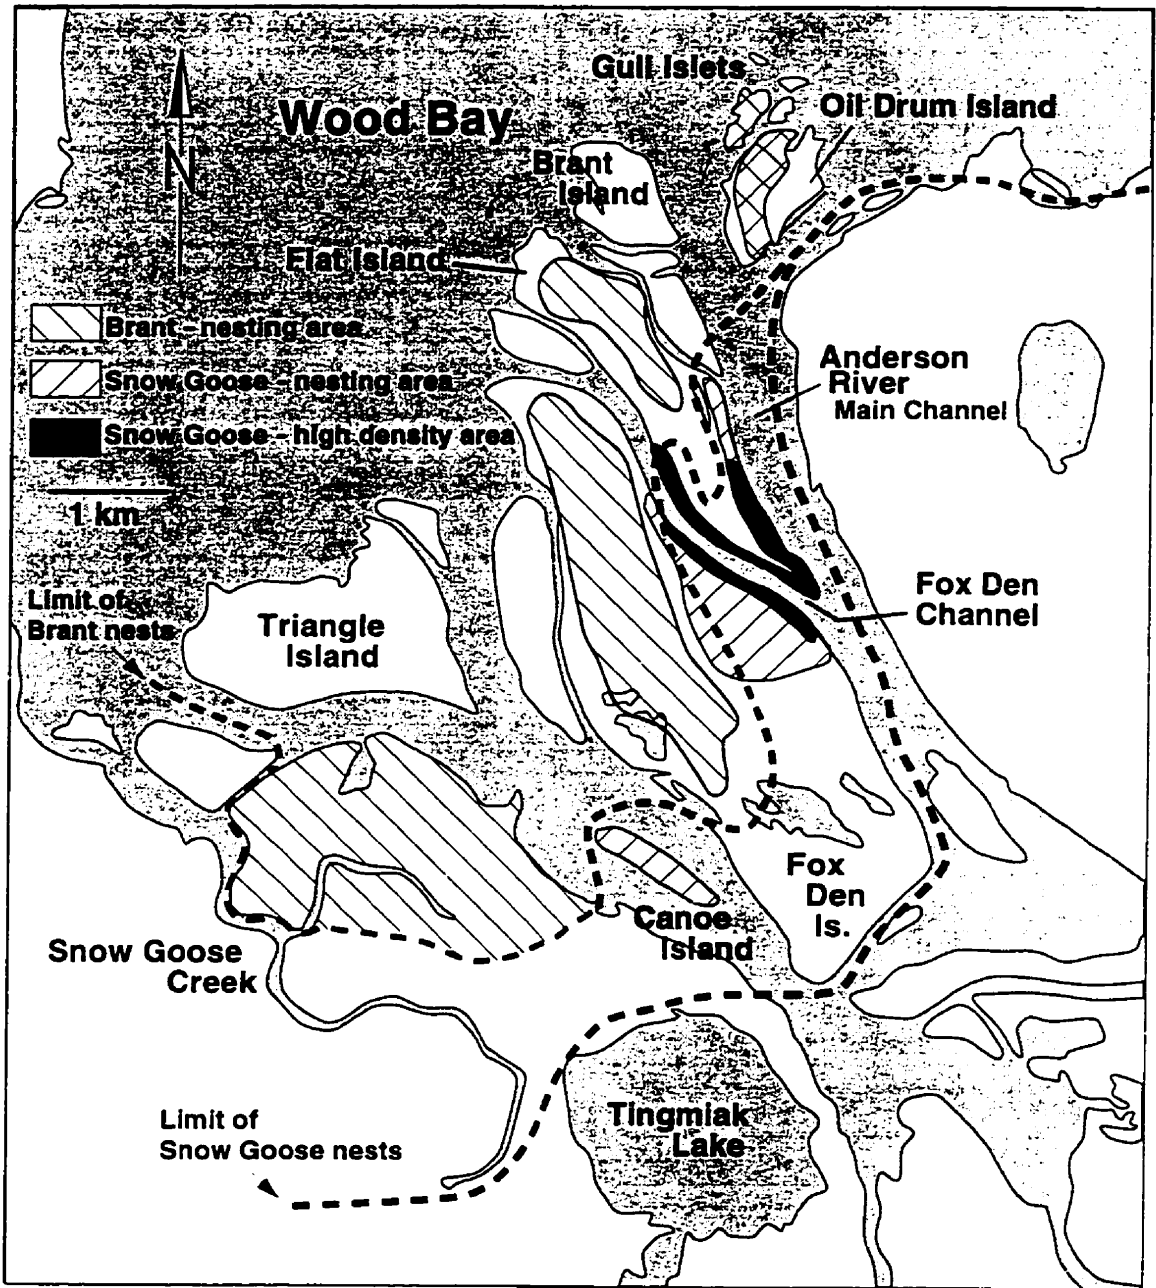 Gull Islets
Wood Bay
Oil Drum Island
N
Brant
Island
Flat Island
Brant – nesting area
Snow Goose – nesting area
Snow Goose – high density area
1 km
Anderson
River
Main Channel
Fox Den
Channel
Limit of
Brant nests
Triangle
Island
Fox
Den
Is.
Canoe
Island
Snow Goose
Creek
Limit of
Snow Goose nests
Tingmiak
Lake